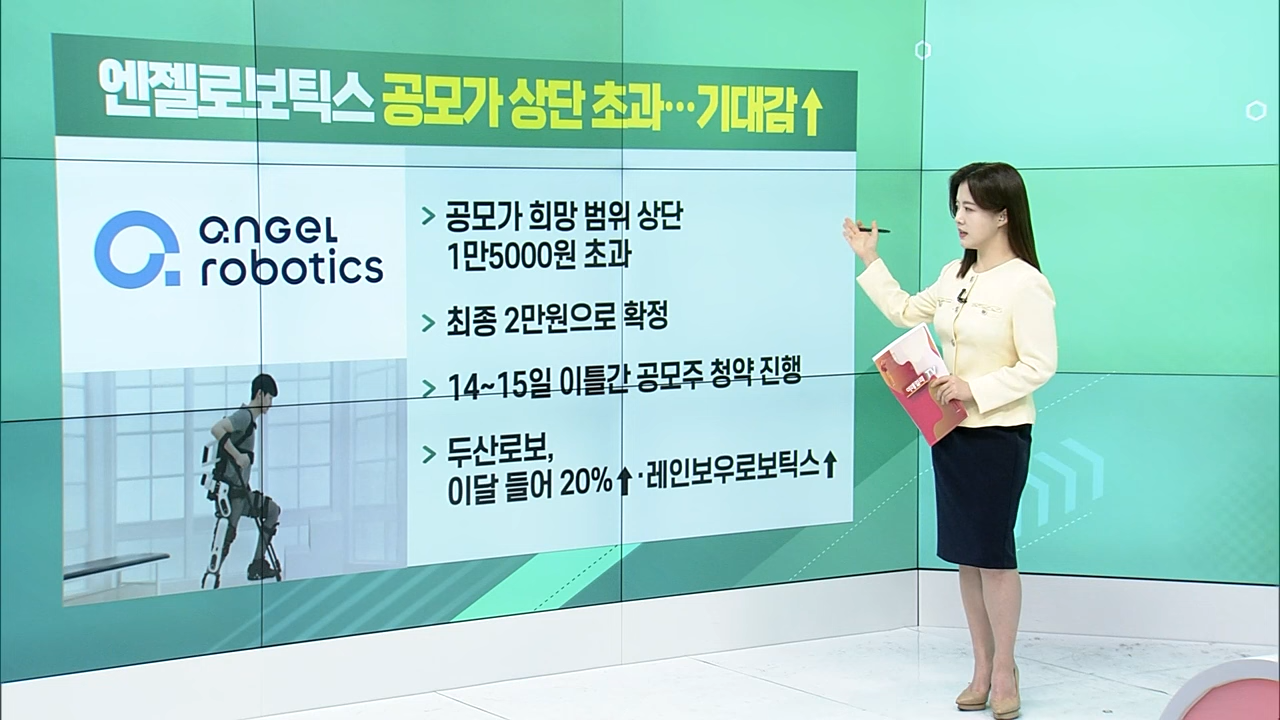 엔젤로보틱스 공모가 상단 초과…기대감↑
angel
robotics
> 공모가 희망 범위 상단
1만5000원 초과
> 최종 2만원으로 확정
> 14~15일 이틀간 공모주 청약 진행
> 두산로보,
이달 들어 20%↑·레인보우로보틱스↑